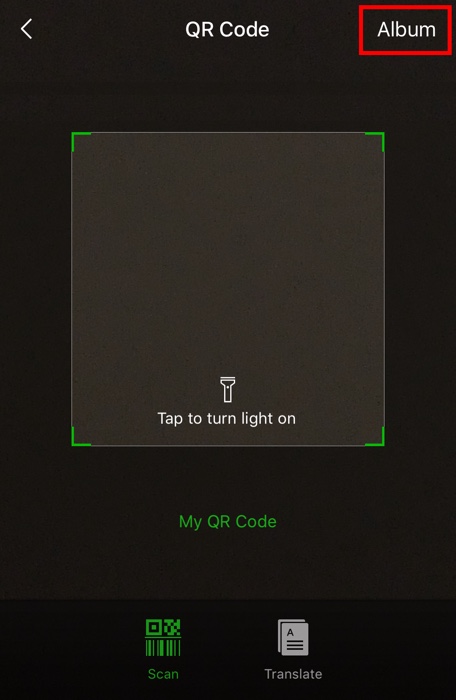 QR Code
Album
Tap to turn light on
My QR Code
A
Scan
Translate